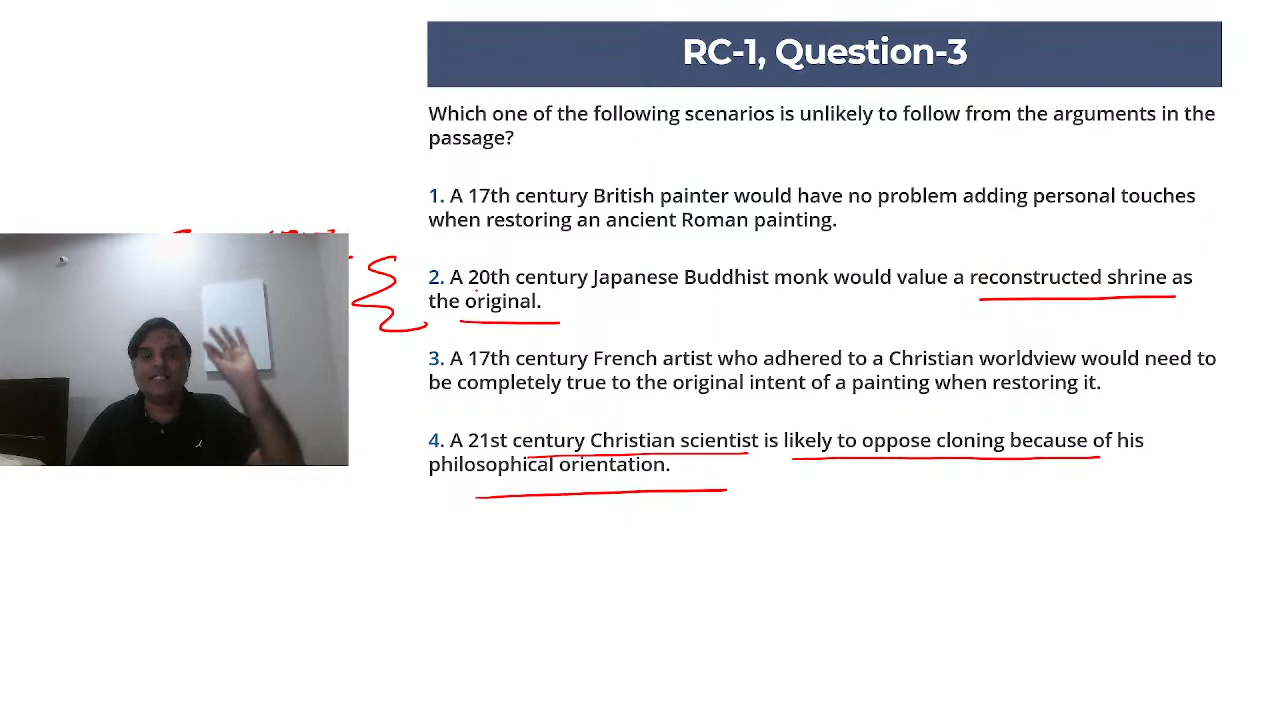 RC-1, Question-3
Which one of the following scenarios is unlikely to follow from the arguments in the
passage?
1. A 17th century British painter would have no problem adding personal touches
when restoring an ancient Roman painting.
2. A 20th century Japanese Buddhist monk would value a reconstructed shrine as
the original.
3. A 17th century French artist who adhered to a Christian worldview would need to
be completely true to the original intent of a painting when restoring it.
4. A 21st century Christian scientist is likely to oppose cloning because of his
philosophical orientation.